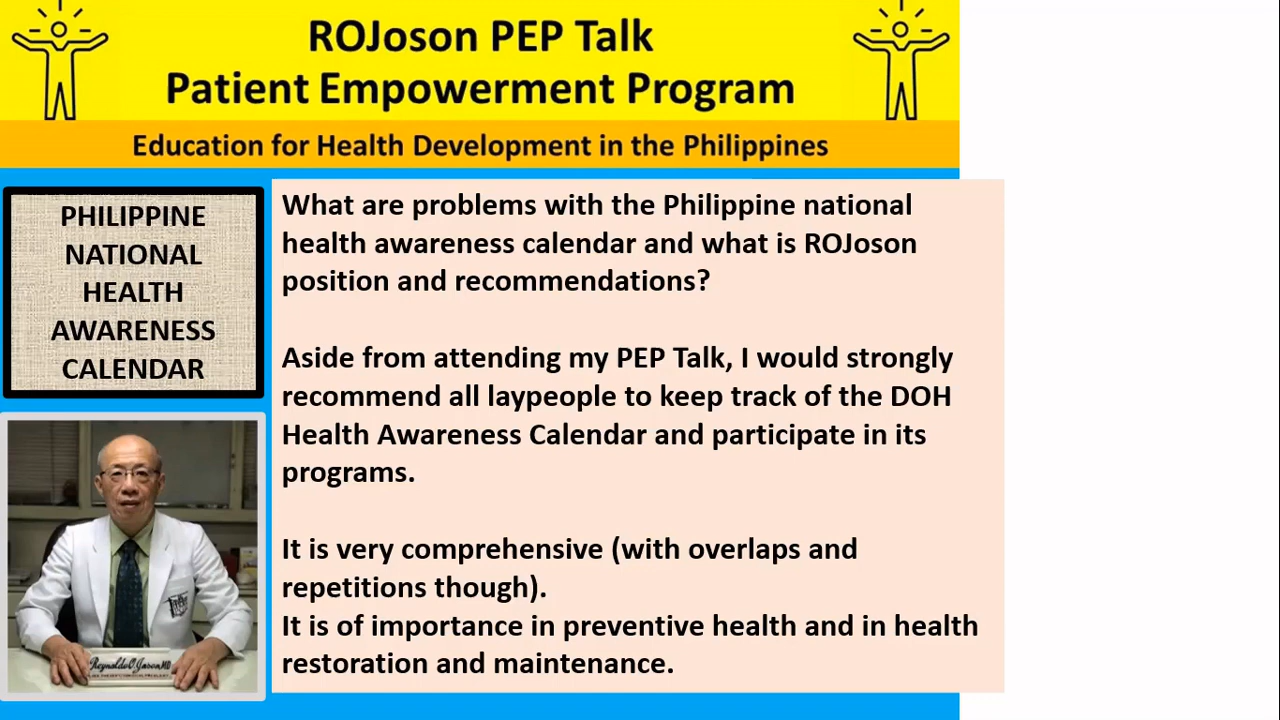 ROJoson PEP Talk
Patient Empowerment Program
Education for Health Development in the Philippines
PHILIPPINE
NATIONAL
HEALTH
AWARENESS
CALENDAR
What are problems with the Philippine national
health awareness calendar and what is ROJoson
position and recommendations?
Aside from attending my PEP Talk, I would strongly
recommend all laypeople to keep track of the DOH
Health Awareness Calendar and participate in its
programs.
It is very comprehensive (with overlaps and
repetitions though).
It is of importance in preventive health and in health
restoration and maintenance.
Reynaldo O. Joson, MD